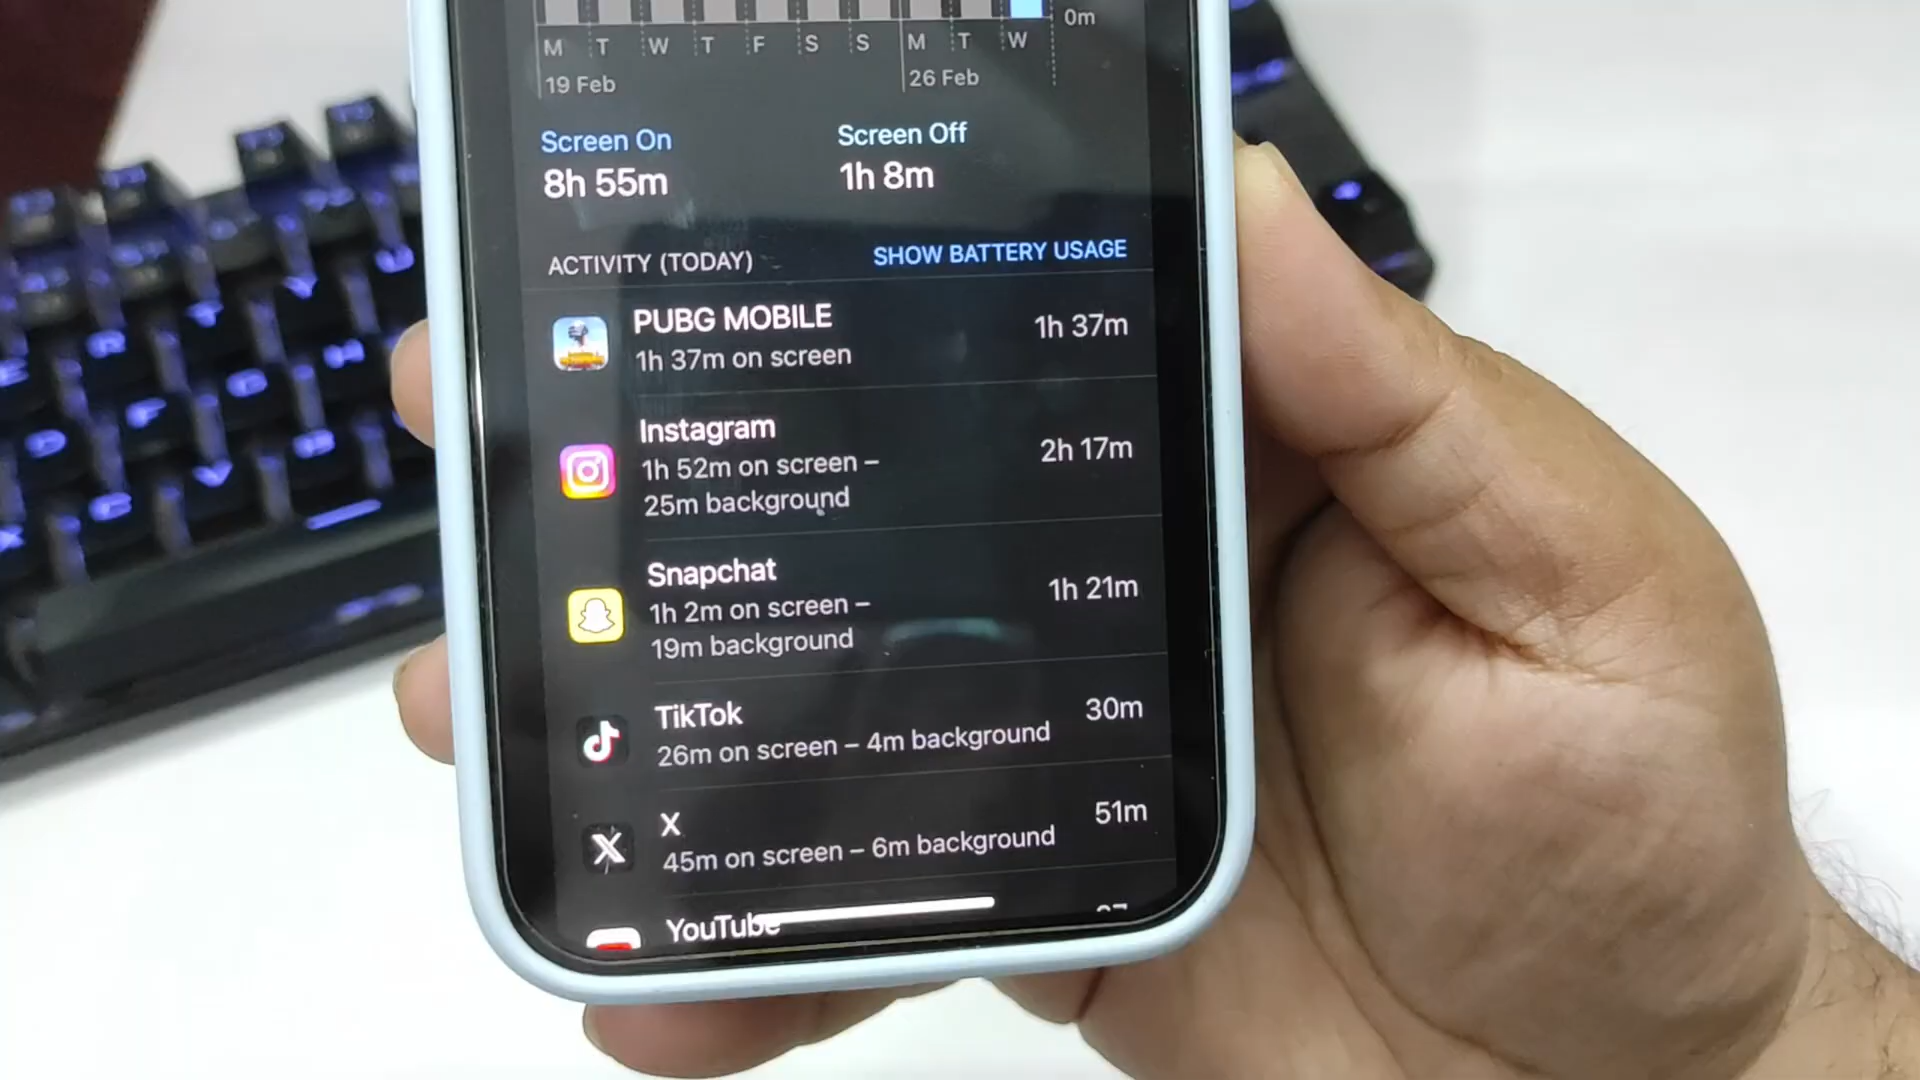 0m
M T W T F S S M T W
19 Feb 26 Feb
Screen On Screen Off
8h 55m 1h 8m
ACTIVITY (TODAY) SHOW BATTERY USAGE
PUBG MOBILE 1h 37m
1h 37m on screen
Instagram 2h 17m
1h 52m on screen –
25m background
Snapchat 1h 21m
1h 2m on screen –
19m background
TikTok 30m
26m on screen – 4m background
X 51m
45m on screen – 6m background
YouTube